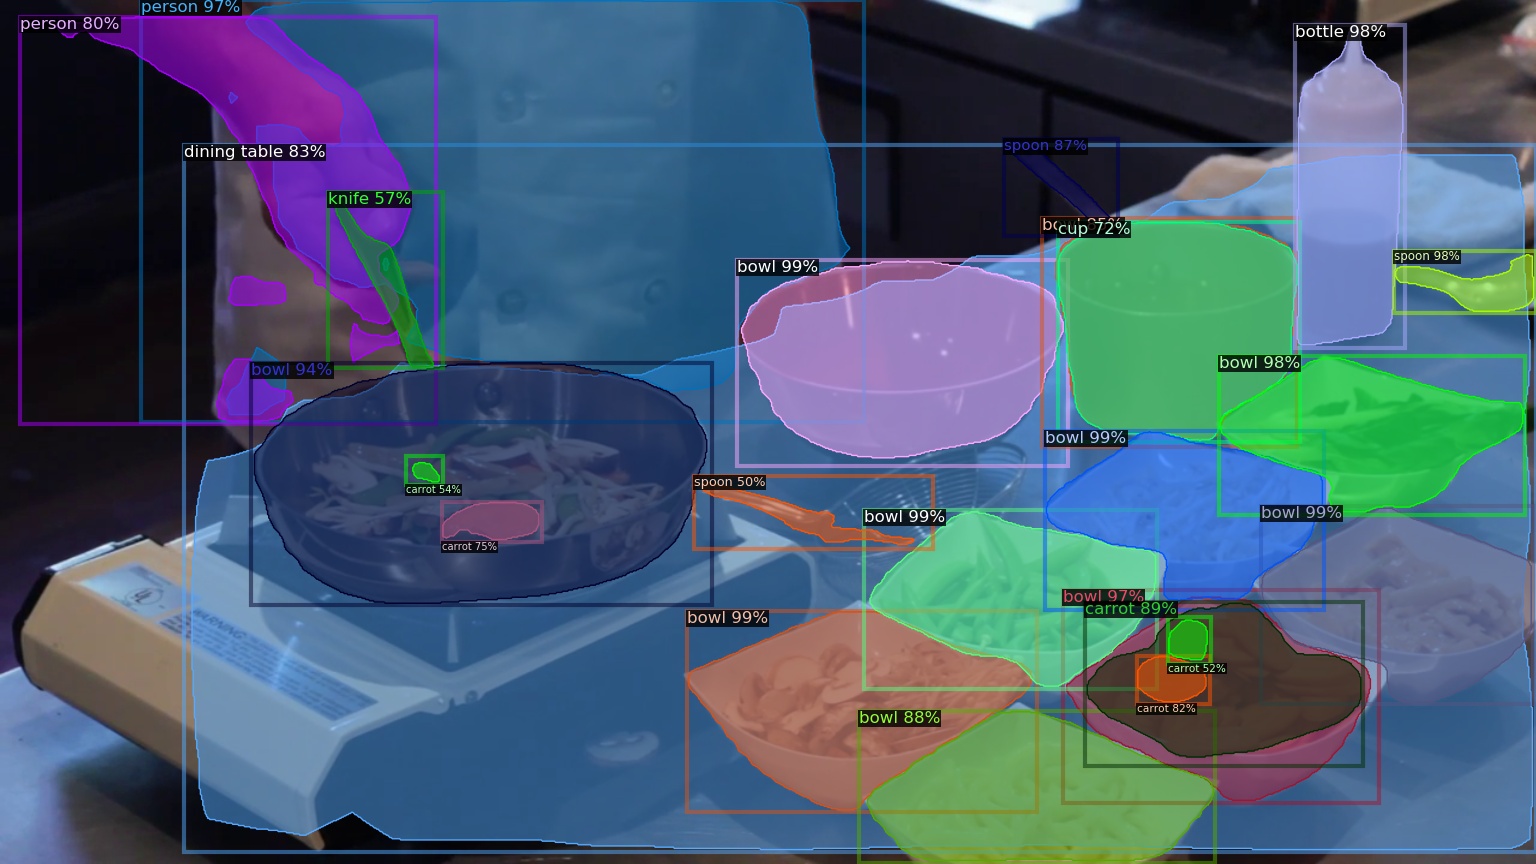 person 97%
person 80%
bottle 98%
spoon 87%
dining table 83%
knife 57%
cup 72%
spoon 98%
bowl 99%
bowl 98%
bowl 94%
bowl 99%
spoon 50%
carrot 54%
bowl 99%
bowl 99%
carrot 75%
bowl 97%
carrot 89%
bowl 99%
carrot 52%
carrot 82%
bowl 88%
WARNING